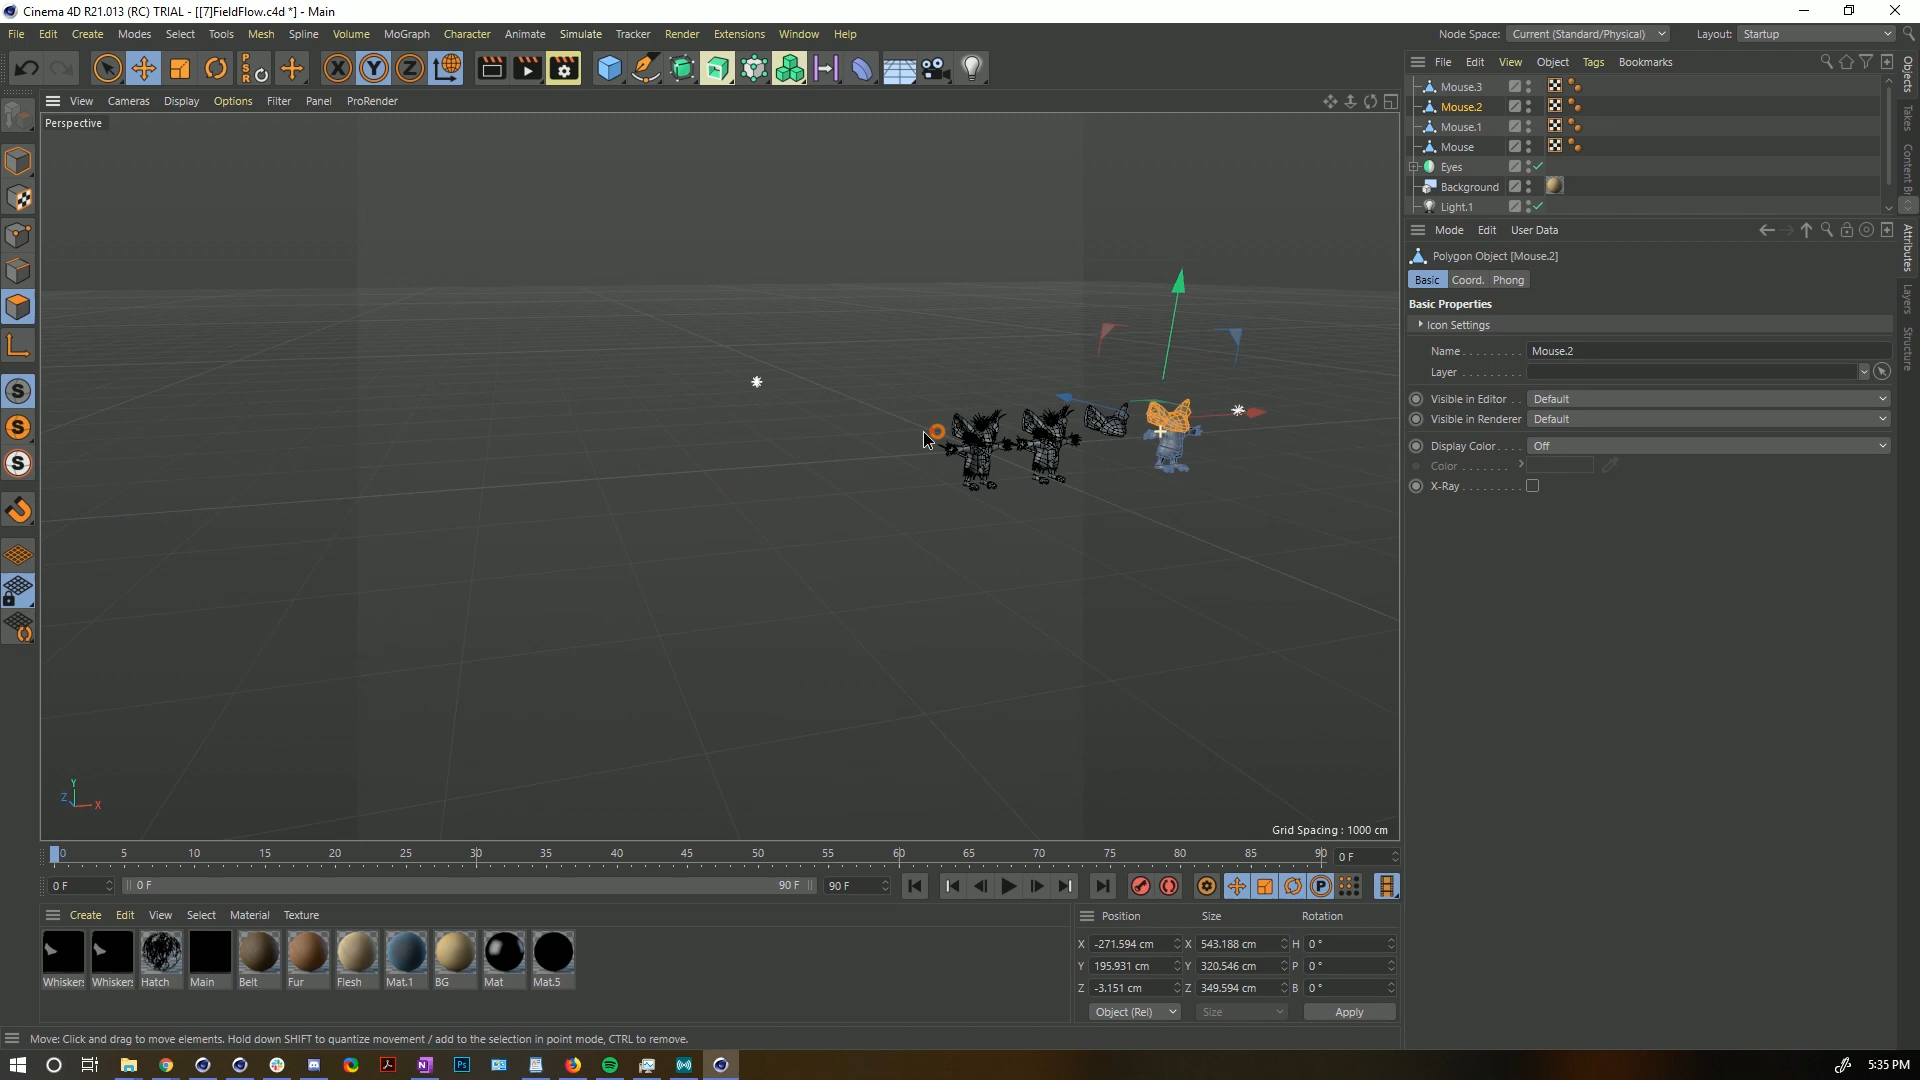 Cinema 4D R21.013 (RC) TRIAL - [[7]FieldFlow.c4d *] - Main
File Edit Create Modes Select Tools Mesh Spline Volume MoGraph Character Animate Simulate Tracker Render Extensions Window Help
Node Space: Current (Standard/Physical) Layout: Startup
P S R X Y Z
File Edit View Object Tags Bookmarks
View Cameras Display Options Filter Panel ProRender
Perspective
Mouse.3
Mouse.2
Mouse.1
Mouse
Eyes
Background
Light.1
Objects
Takes
Content Br
Mode Edit User Data
Polygon Object [Mouse.2]
Basic Coord. Phong
Basic Properties
Icon Settings
Name . . . . . . . . . Mouse.2
Layer . . . . . . . . .
Visible in Editor . . Default
Visible in Renderer Default
Display Color . . . . Off
Color . . . . . . .
X-Ray . . . . . . . . .
Attributes
Layers
Structure
S
S
S
Y
Z
X
Grid Spacing : 1000 cm
0 5 10 15 20 25 30 35 40 45 50 55 60 65 70 75 80 85 90 0 F
0 F 0 F 90 F 90 F
P
Create Edit View Select Material Texture
Whisker: Whisker: Hatch Main Belt Fur Flesh Mat.1 BG Mat Mat.5
Position Size Rotation
X -271.594 cm X 543.188 cm H 0 °
Y 195.931 cm Y 320.546 cm P 0 °
Z -3.151 cm Z 349.594 cm B 0 °
Object (Rel) Size Apply
Move: Click and drag to move elements. Hold down SHIFT to quantize movement / add to the selection in point mode, CTRL to remove.
N Ps
5:35 PM